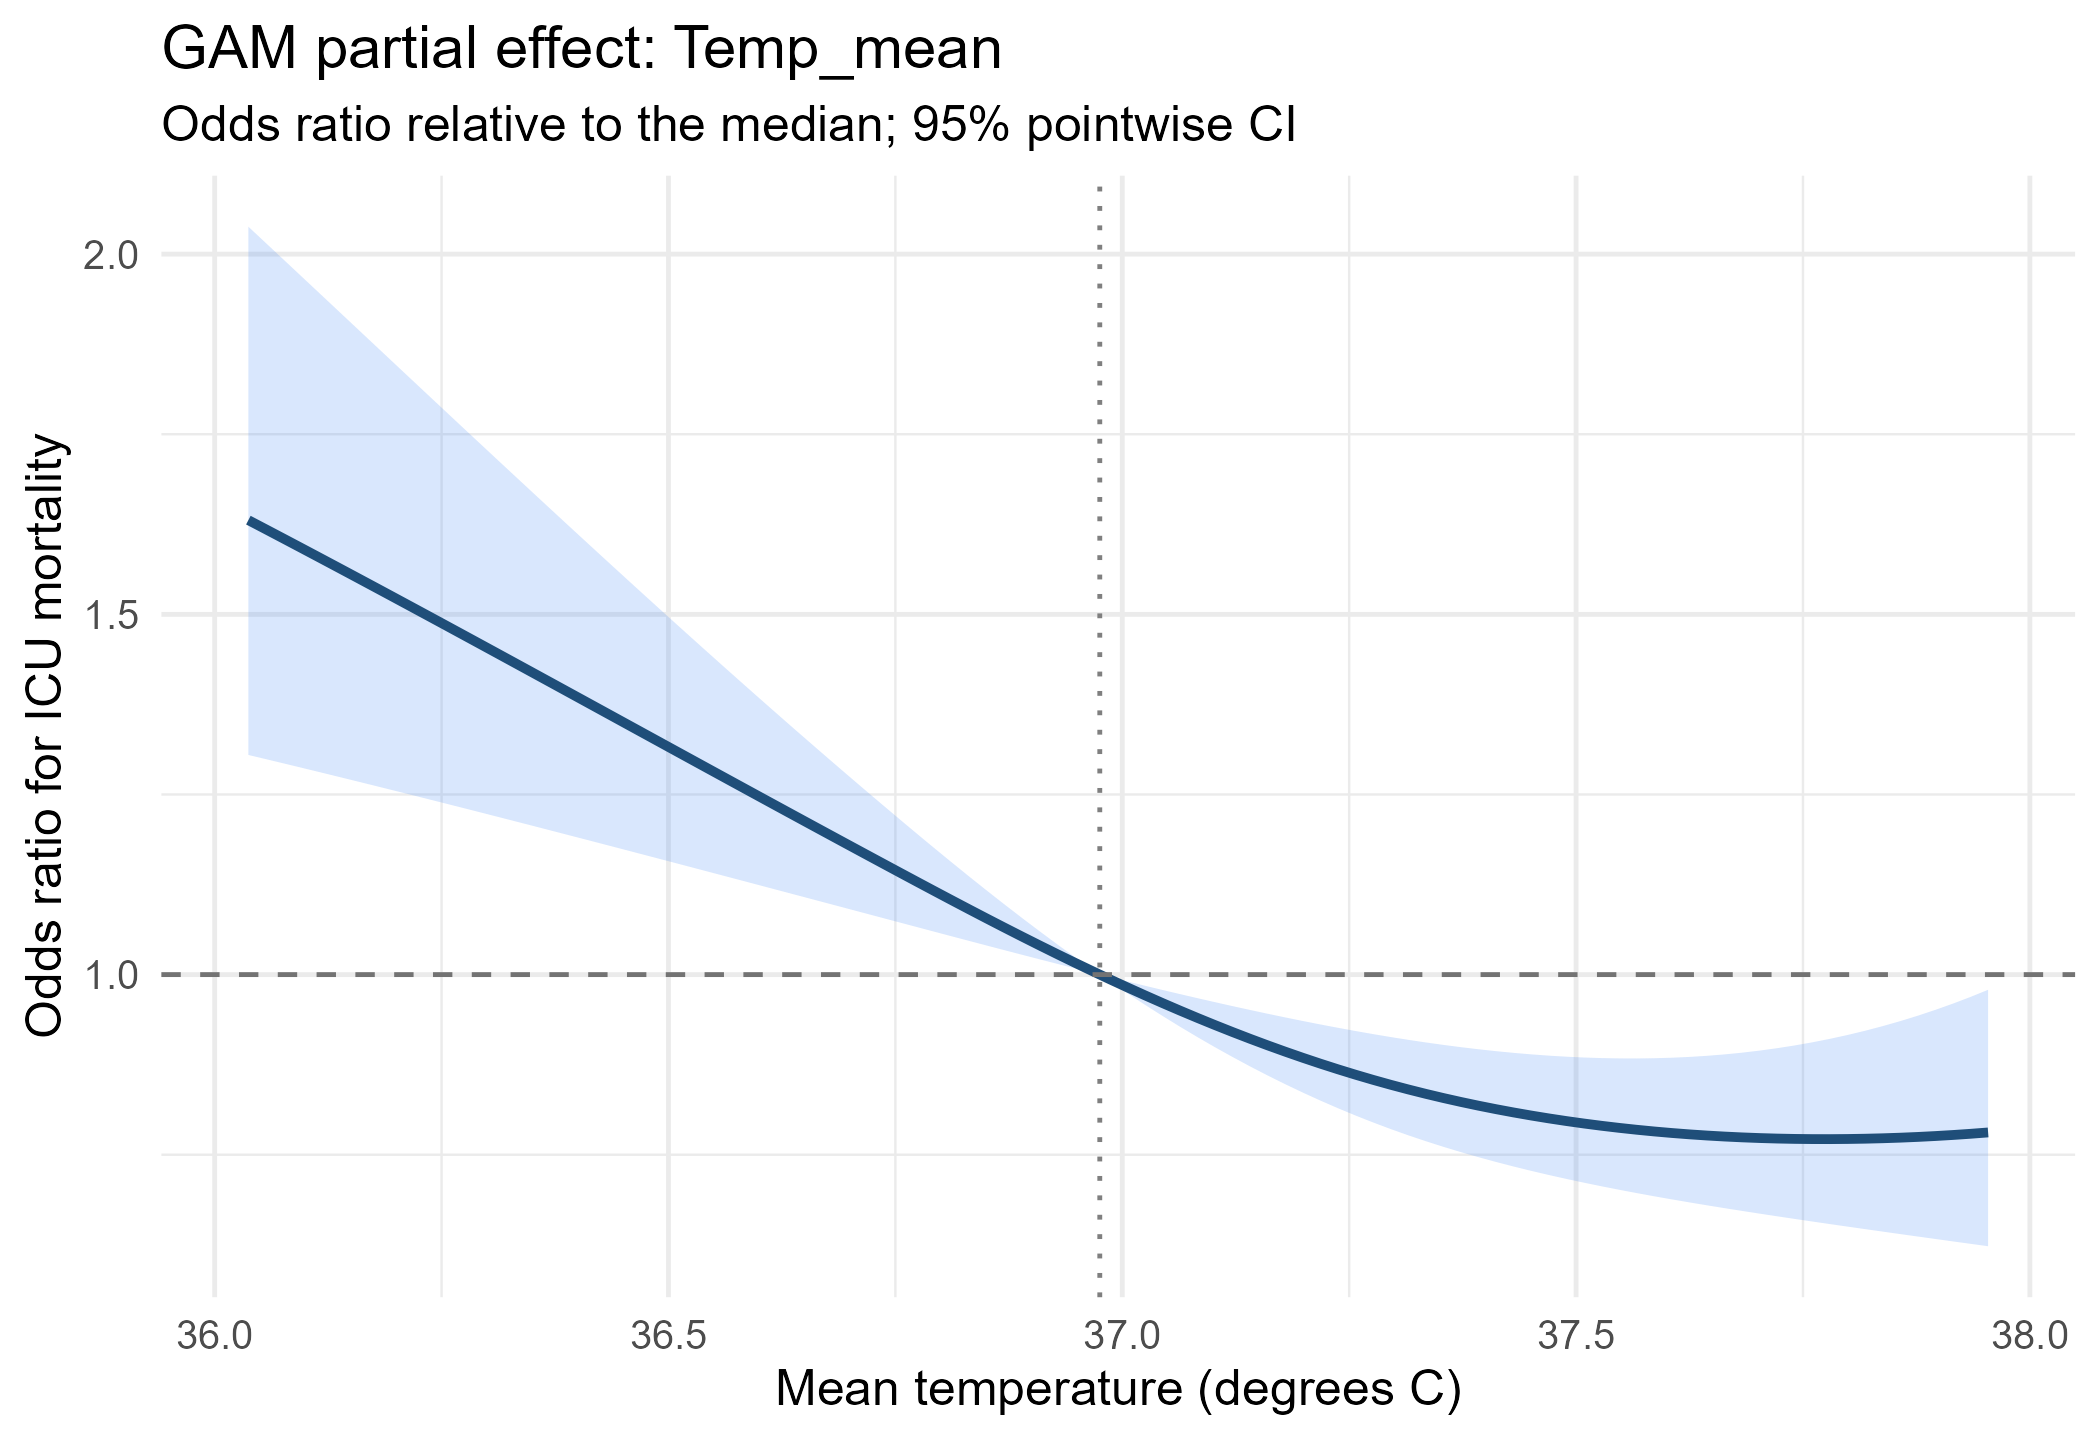 GAM partial effect: Temp_mean
Odds ratio relative to the median; 95% pointwise CI
Odds ratio for ICU mortality
2.0
1.5
1.0
36.0 36.5 37.0 37.5 38.0
Mean temperature (degrees C)